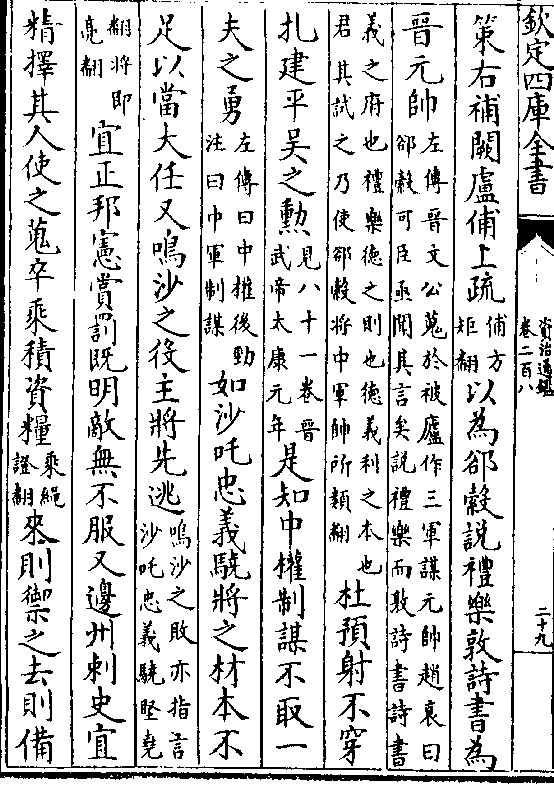 欽定四庫全書
資治通鑑
卷二百八
二十九
策右補闕盧俌上疏
俌方
矩翻
以為郤縠說禮樂敦詩書為
晉元帥
左傳晉文公蒐於被廬作三軍謀元帥趙衰曰
郤縠可臣亟聞其言矣說禮樂而敦詩書詩書
義之府也禮樂德之則也德義利之本也
君其試之乃使郤縠將中軍帥所類翻
杜預射不穿
扎建平吳之勲
見八十一卷晉
武帝太康元年
是知中權制謀不取一
夫之勇
左傳曰中權後勁
注曰中軍制謀
如沙吒忠義驍將之材本不
足以當大任又鳴沙之役主將先逃
鳴沙之敗亦指言
沙吒忠義驍堅堯
翻將即
亮翻
宜正邦憲賞罰既明敵無不服又邊州刺史宜
精擇其人使之蒐卒乘積資糧
乘繩
證翻
來則禦之去則備